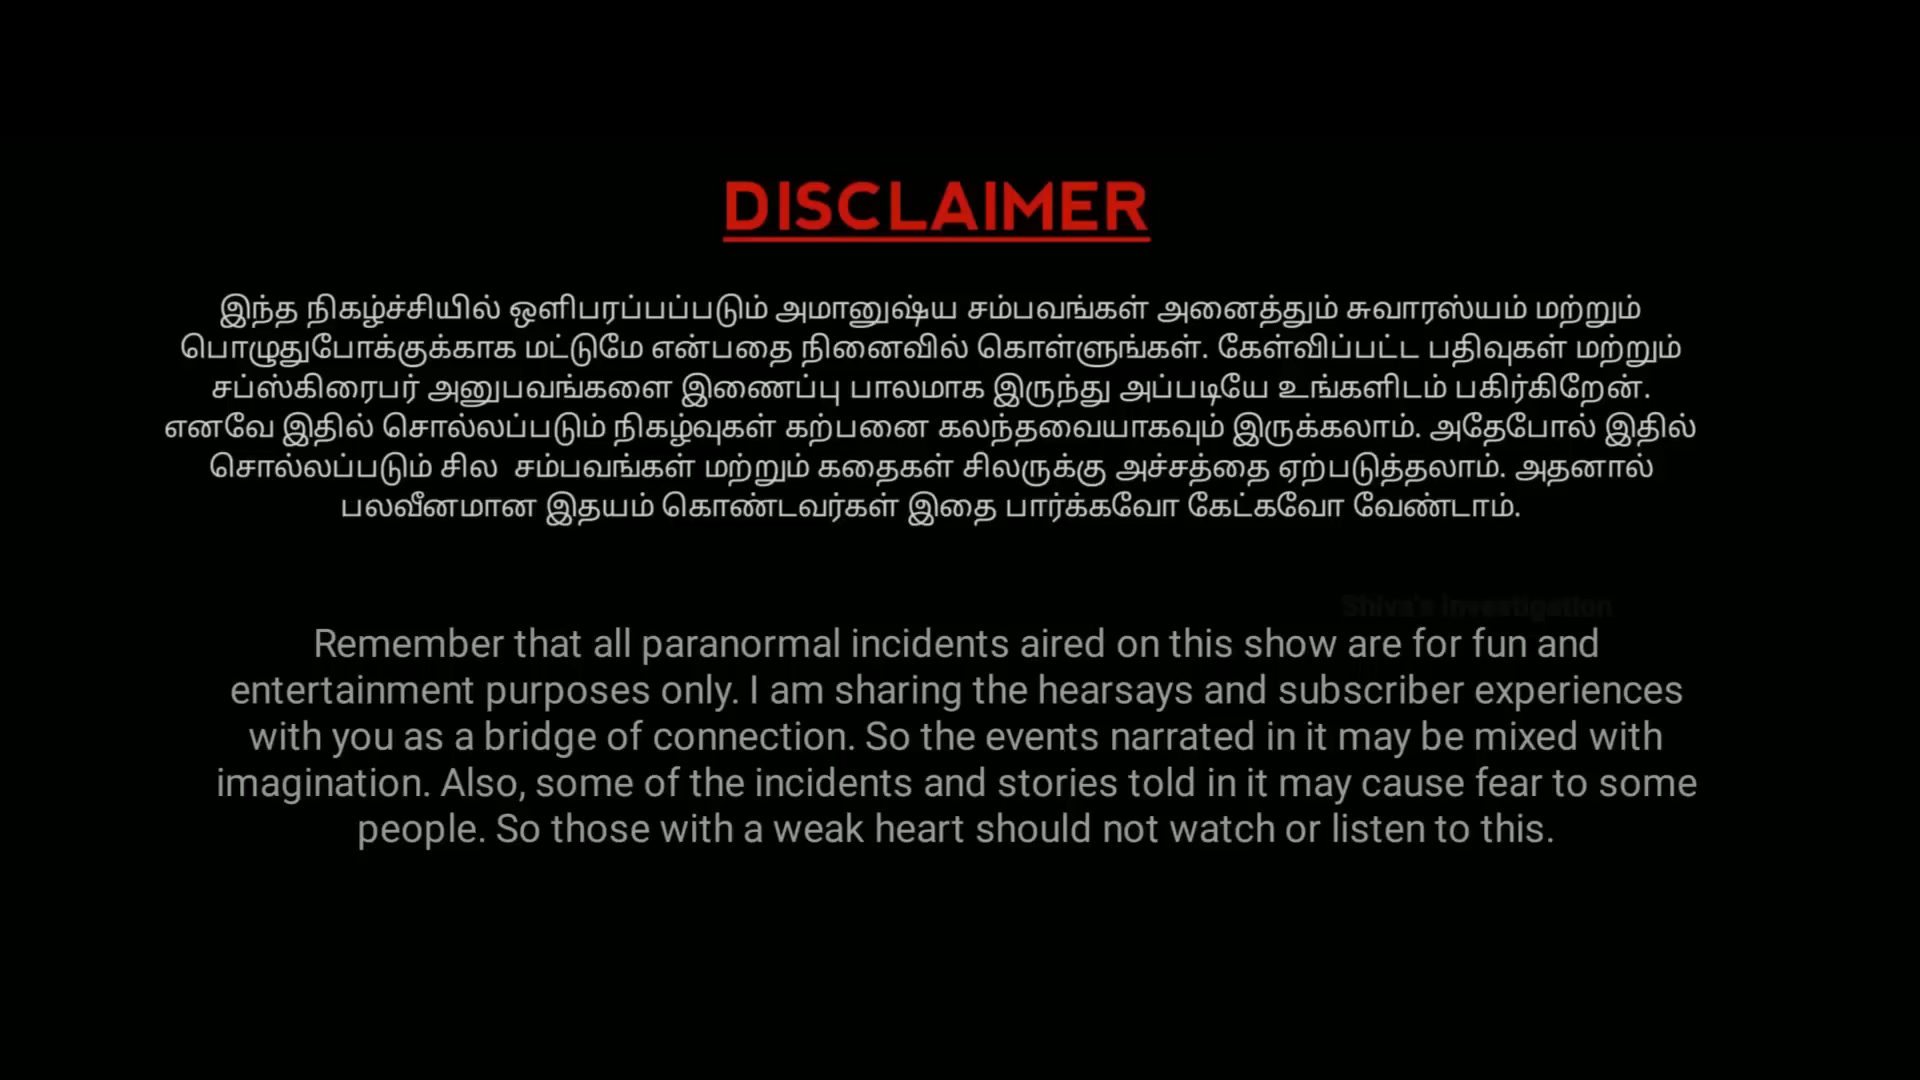 DISCLAIMER
இந்த நிகழ்ச்சியில் ஒளிபரப்பப்படும் அமானுஷ்ய சம்பவங்கள் அனைத்தும் சுவாரஸ்யம் மற்றும்
பொழுதுபோக்குக்காக மட்டுமே என்பதை நினைவில் கொள்ளுங்கள். கேள்விப்பட்ட பதிவுகள் மற்றும்
சப்ஸ்கிரைபர் அனுபவங்களை இணைப்பு பாலமாக இருந்து அப்படியே உங்களிடம் பகிர்கிறேன்.
எனவே இதில் சொல்லப்படும் நிகழ்வுகள் கற்பனை கலந்தவையாகவும் இருக்கலாம். அதேபோல் இதில்
சொல்லப்படும் சில சம்பவங்கள் மற்றும் கதைகள் சிலருக்கு அச்சத்தை ஏற்படுத்தலாம். அதனால்
பலவீனமான இதயம் கொண்டவர்கள் இதை பார்க்கவோ கேட்கவோ வேண்டாம்.
Shiva's investigation
Remember that all paranormal incidents aired on this show are for fun and
entertainment purposes only. I am sharing the hearsays and subscriber experiences
with you as a bridge of connection. So the events narrated in it may be mixed with
imagination. Also, some of the incidents and stories told in it may cause fear to some
people. So those with a weak heart should not watch or listen to this.